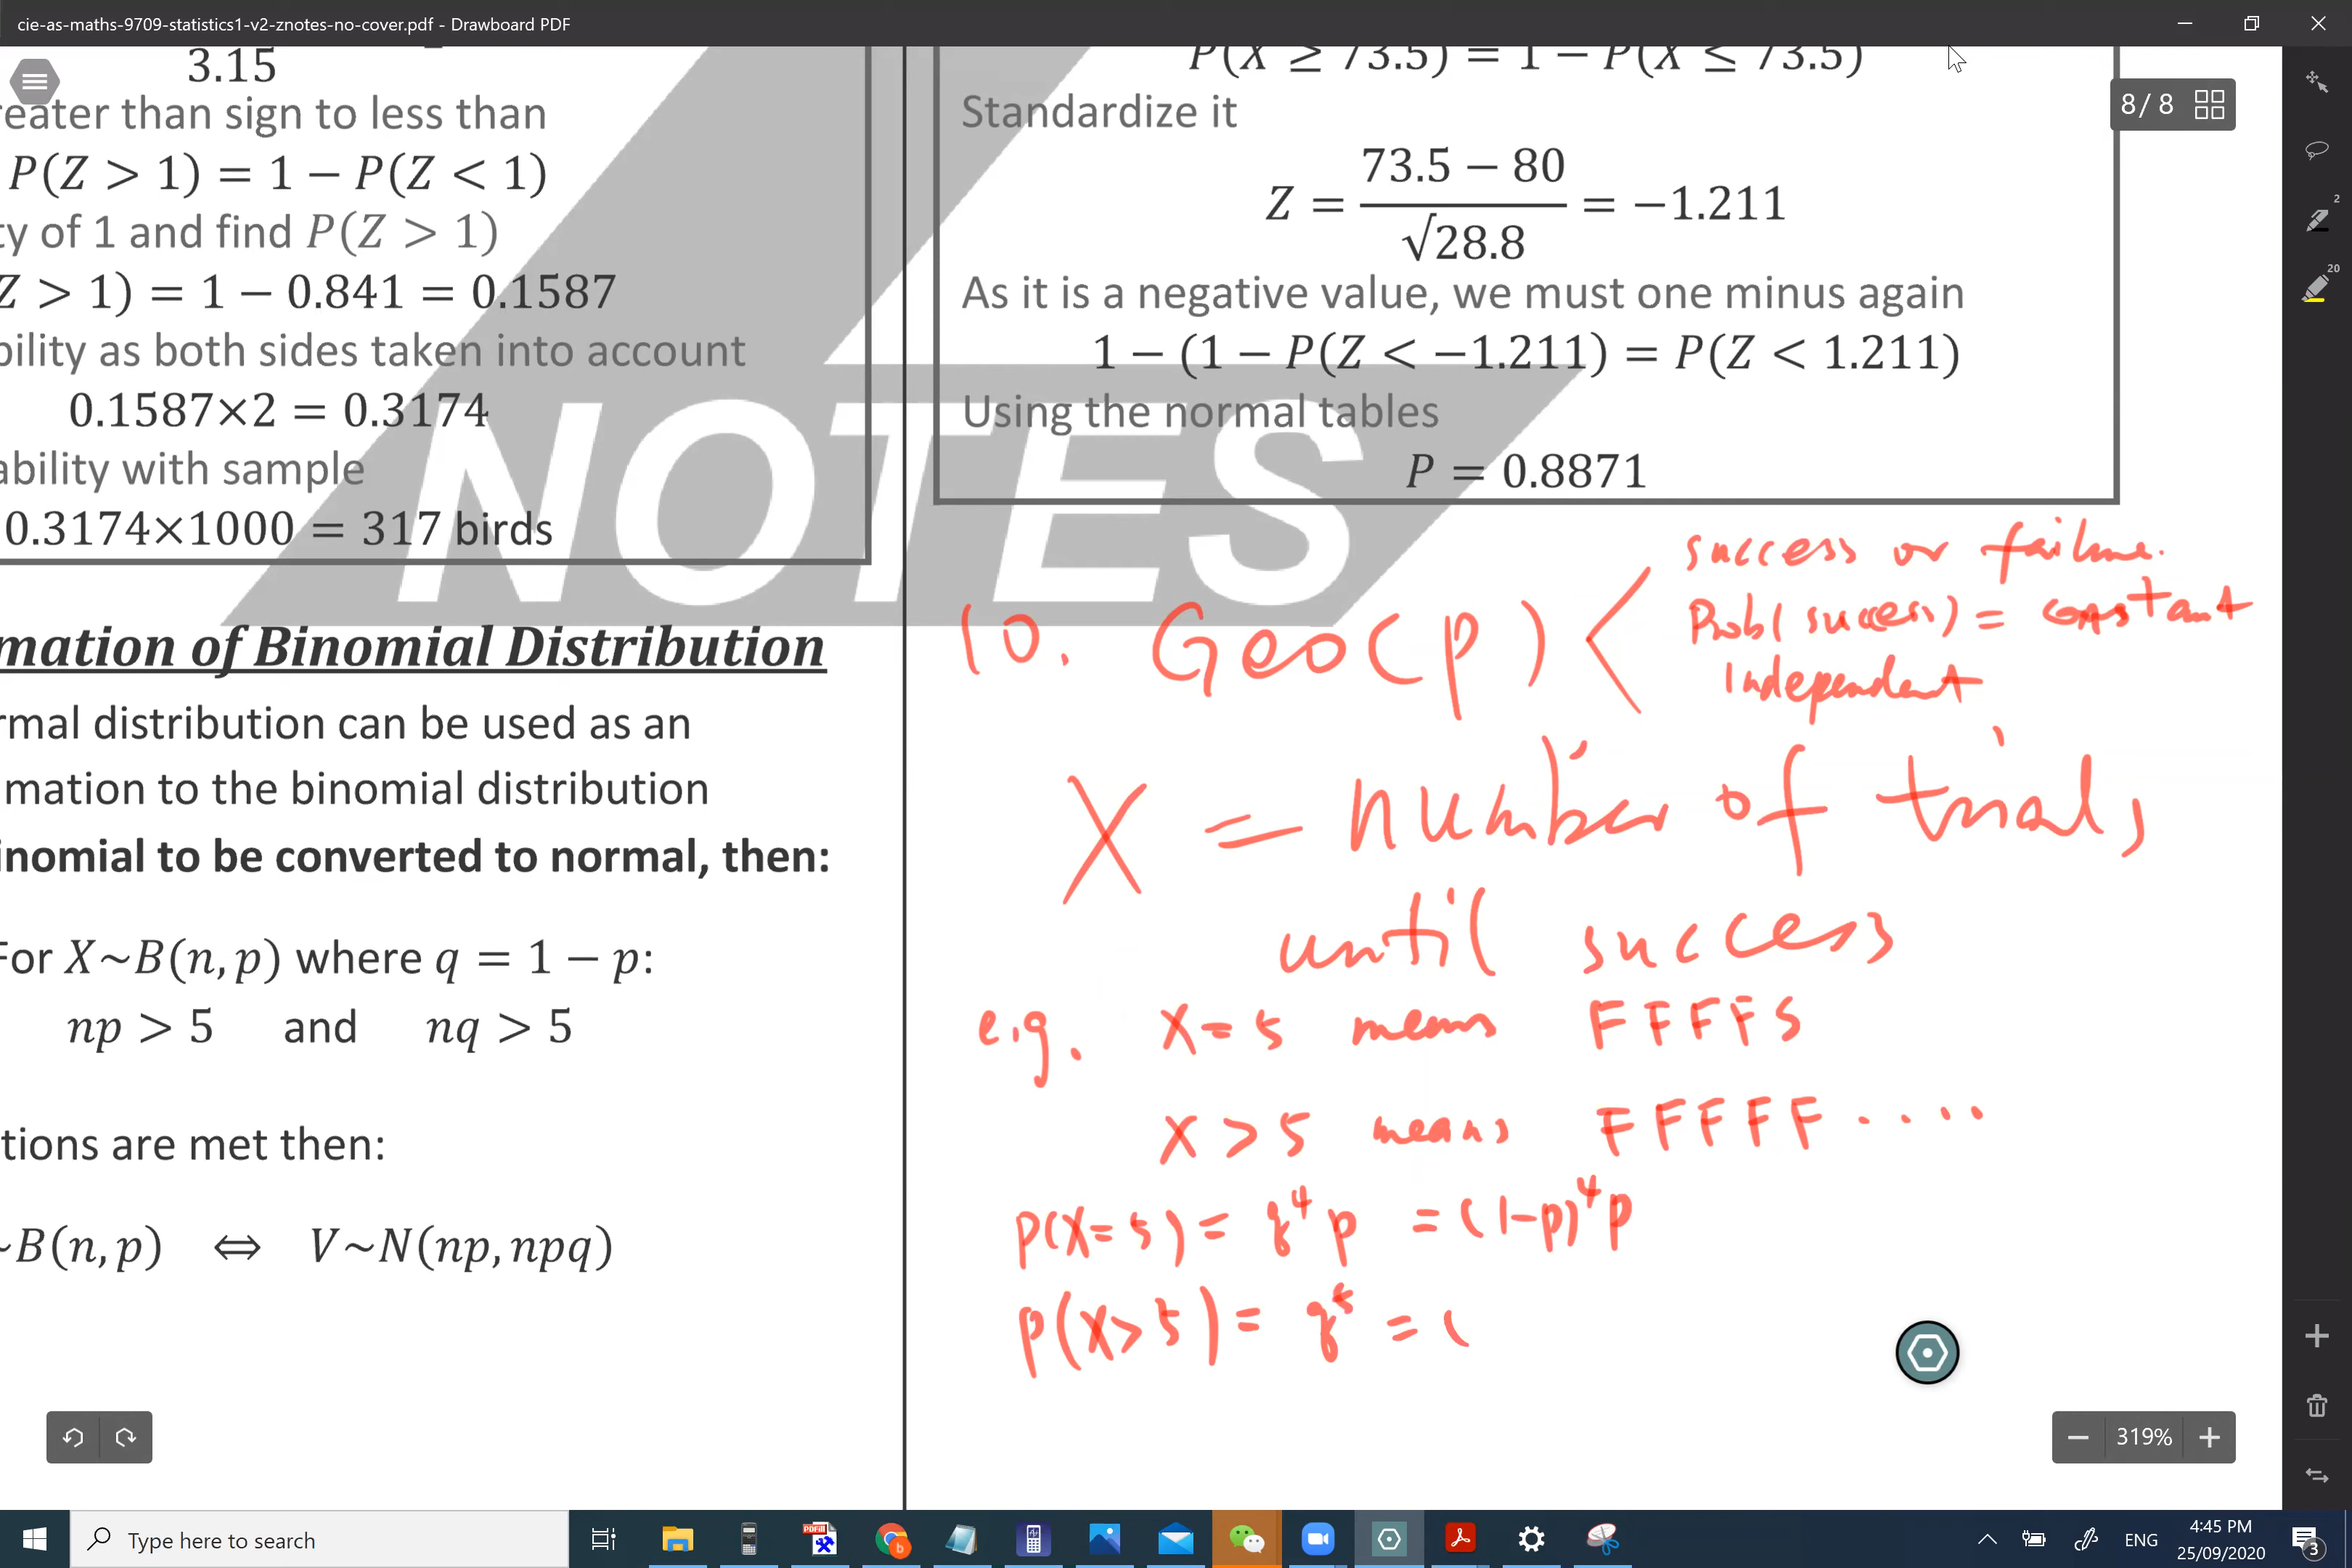 cie-as-maths-9709-statistics1-v2-znotes-no-cover.pdf - Drawboard PDF
3.15
reater than sign to less than
P(Z > 1) = 1 − P(Z < 1)
ty of 1 and find P(Z > 1)
Z > 1) = 1 − 0.841 = 0.1587
bility as both sides taken into account
0.1587×2 = 0.3174
ability with sample
0.3174×1000 = 317 birds
mation of Binomial Distribution
rmal distribution can be used as an
mation to the binomial distribution
inomial to be converted to normal, then:
For X~B(n, p) where q = 1 − p:
np > 5 and nq > 5
tions are met then:
~B(n, p) ⇔ V~N(np, npq)
NOTES
P(X ≥ 73.5) = 1 − P(X ≤ 73.5)
Standardize it
Z = (73.5 − 80)/√28.8 = −1.211
As it is a negative value, we must one minus again
1 − (1 − P(Z < −1.211) = P(Z < 1.211)
Using the normal tables
P = 0.8871
success or failure.
10. Geo(p) < Prob(success) = constant
Independent
X = number of trials
until success
e.g. X=5 means FFFFS
X > 5 means FFFFF.....
P(X=5) = q⁴p = (1-p)⁴p
P(X>5) = q⁵ = (
8/ 8
2
20
319%
Type here to search
ENG
4:45 PM
25/09/2020
3